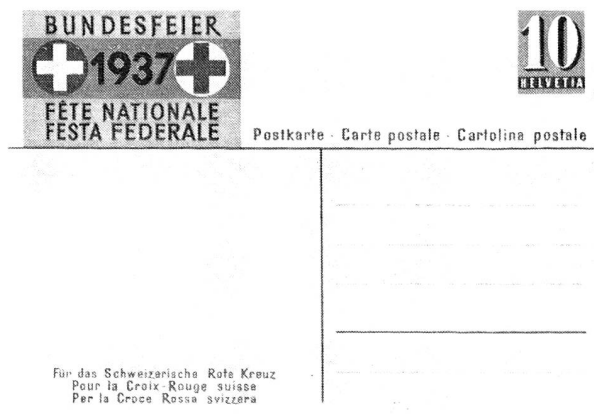 BUNDESFEIER
1937
FÊTE NATIONALE
FESTA FEDERALE
10
HELVETIA
Postkarte - Carte postale - Cartolina postale
Für das Schweizerische Rote Kreuz
Pour la Croix-Rouge suisse
Per la Croce Rossa svizzera